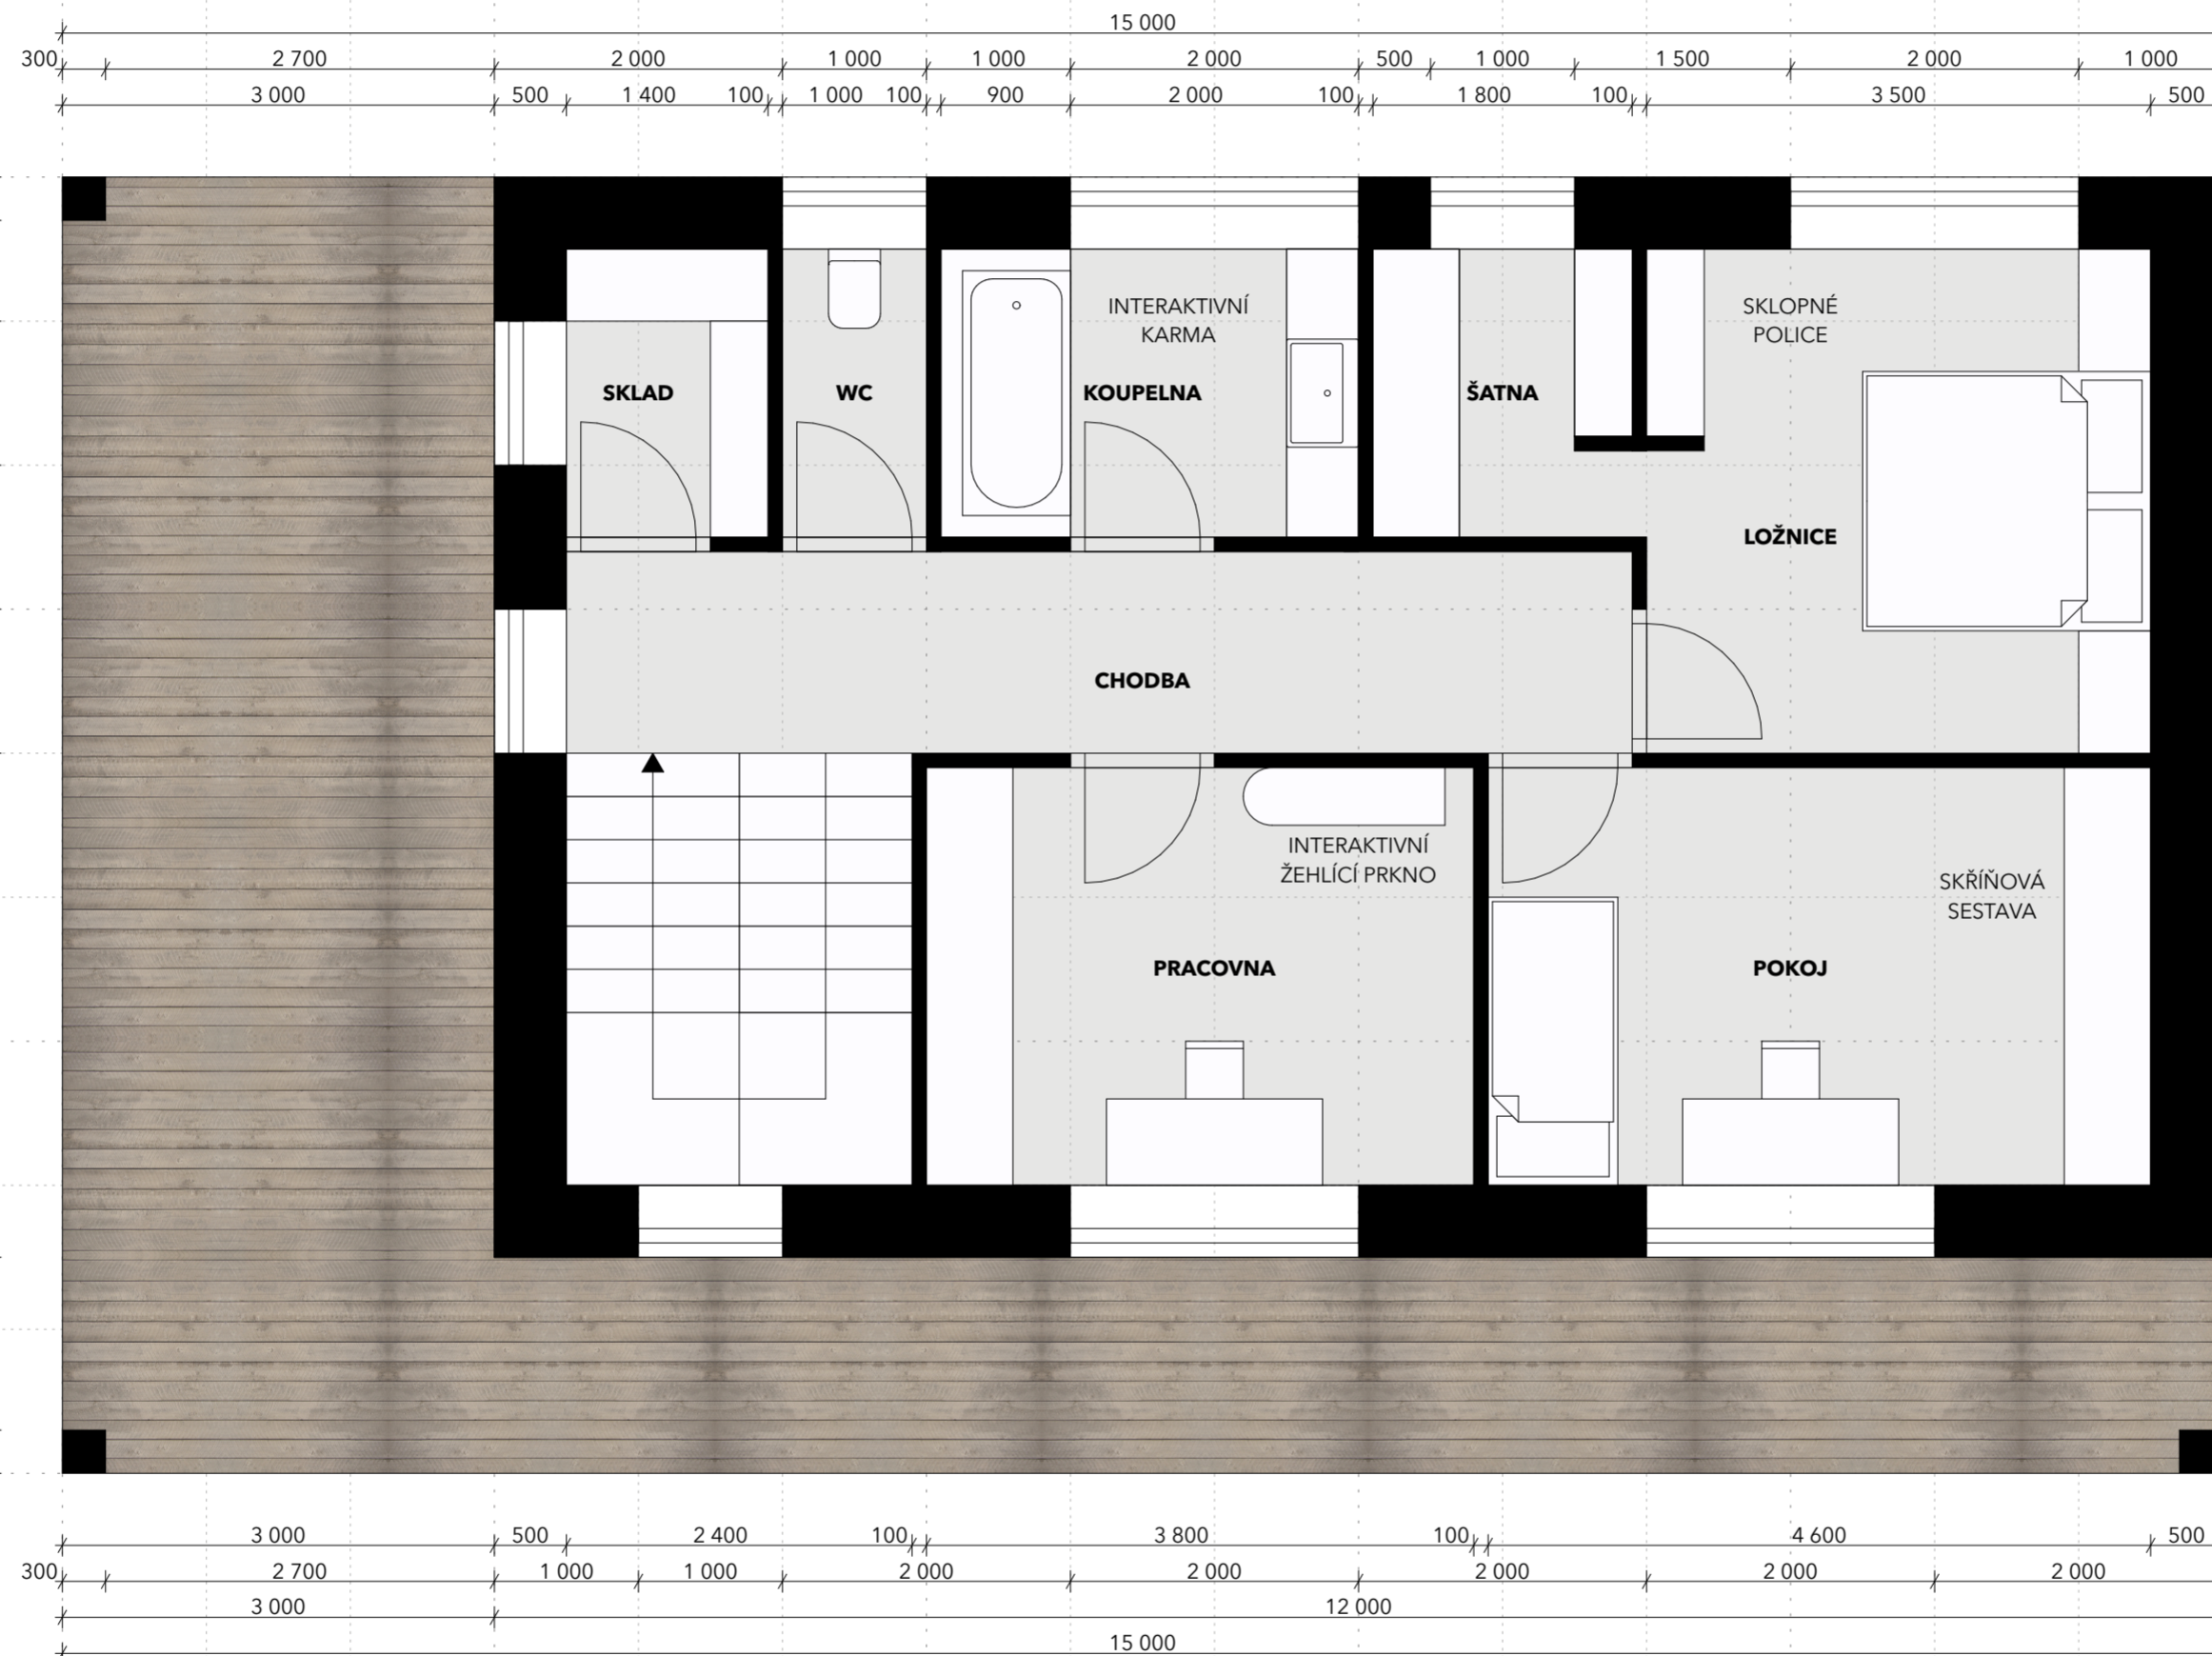 15 000
300 2 700 2 000 1 000 1 000 2 000 500 1 000 1 500 2 000 1 000
3 000 500 1 400 100 1 000 100 900 2 000 100 1 800 100 3 500 500
INTERAKTIVNÍ
KARMA
SKLOPNÉ
POLICE
SKLAD WC KOUPELNA ŠATNA
LOŽNICE
CHODBA
INTERAKTIVNÍ
ŽEHLÍCÍ PRKNO
SKŘÍŇOVÁ
SESTAVA
PRACOVNA POKOJ
3 000 500 2 400 100 3 800 100 4 600 500
300 2 700 1 000 1 000 2 000 2 000 2 000 2 000 2 000
3 000 12 000
15 000